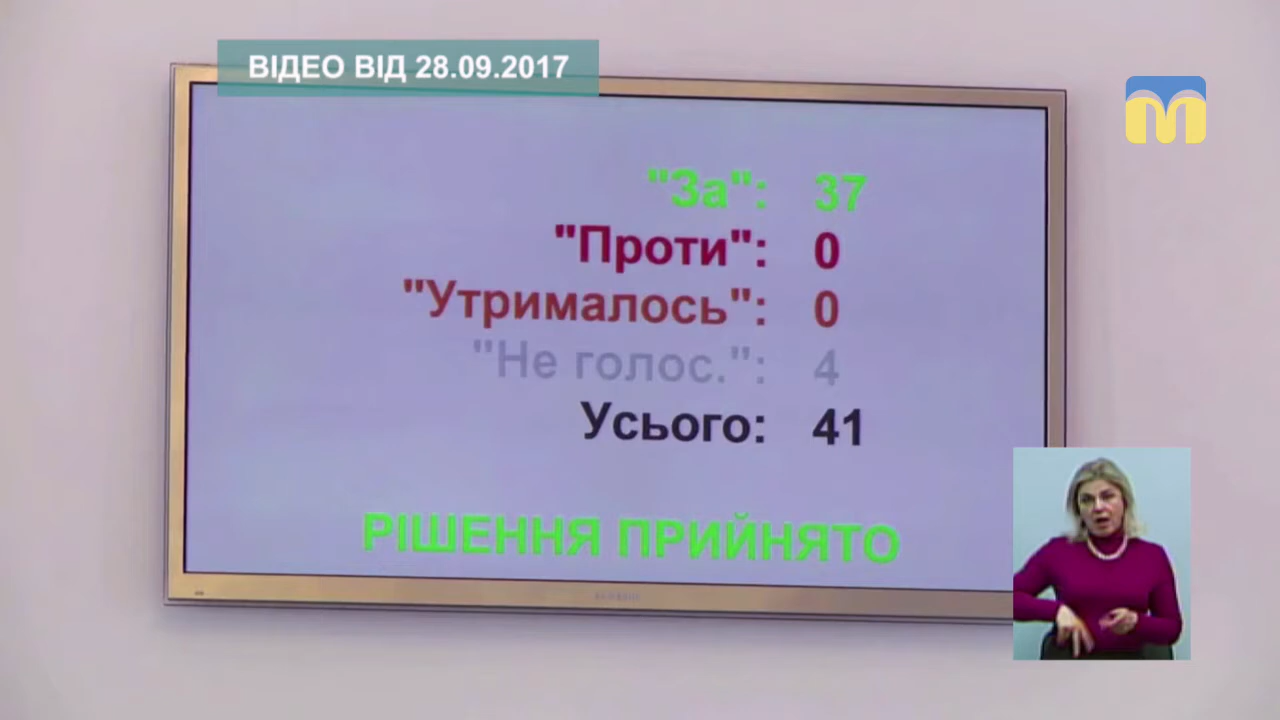 ВІДЕО ВІД 28.09.2017
"За": 37
"Проти": 0
"Утрималось": 0
"Не голос.": 4
Усього: 41
РІШЕННЯ ПРИЙНЯТО